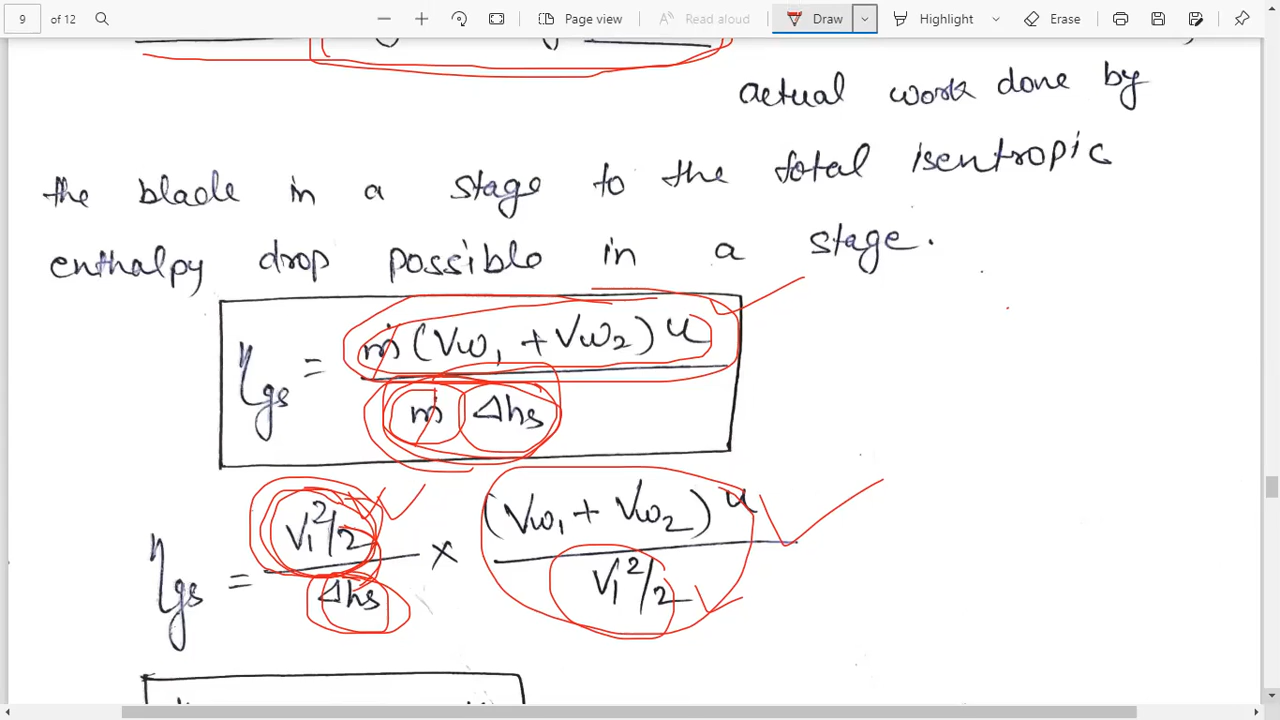 9 of 12 Page view Read aloud Draw Highlight Erase
actual work done by
the blade in a stage to the total isentropic
enthalpy drop possible in a stage.
ηgs = ṁ (Vw₁ + Vw₂) u / ṁ Δhs
ηgs = V₁²/2 / Δhs × (Vw₁ + Vw₂) u / V₁²/2